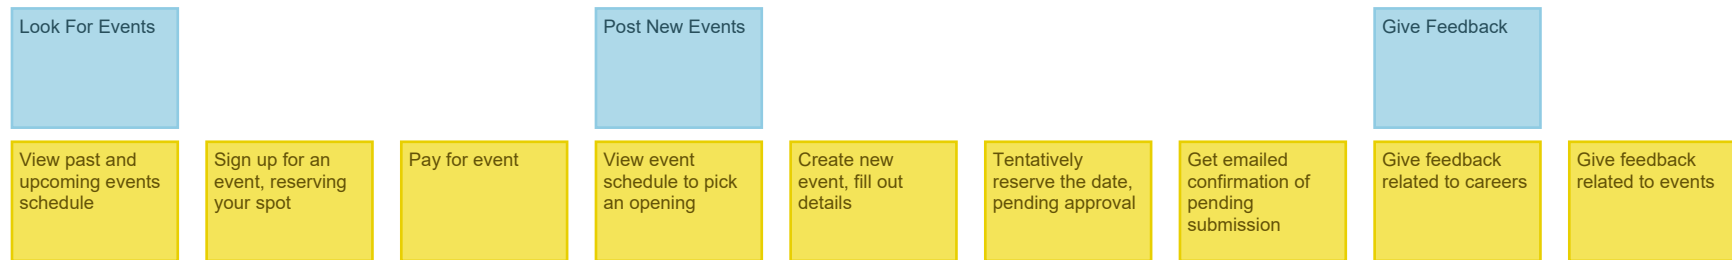 Look For Events
Post New Events
Give Feedback
View past and
upcoming events
schedule
Sign up for an
event, reserving
your spot
Pay for event
View event
schedule to pick
an opening
Create new
event, fill out
details
Tentatively
reserve the date,
pending approval
Get emailed
confirmation of
pending
submission
Give feedback
related to careers
Give feedback
related to events